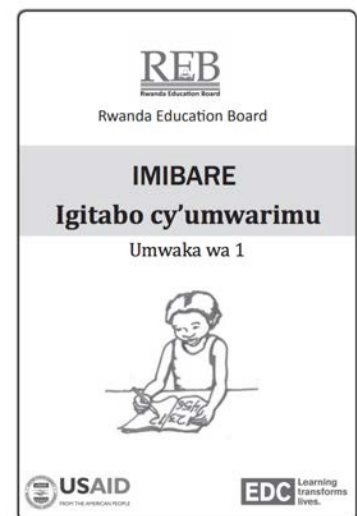 REB
Rwanda Education Board
Rwanda Education Board
IMIBARE
Igitabo cy'umwarimu
Umwaka wa 1
USAID
FROM THE AMERICAN PEOPLE
EDC
Learning
transforms
lives.